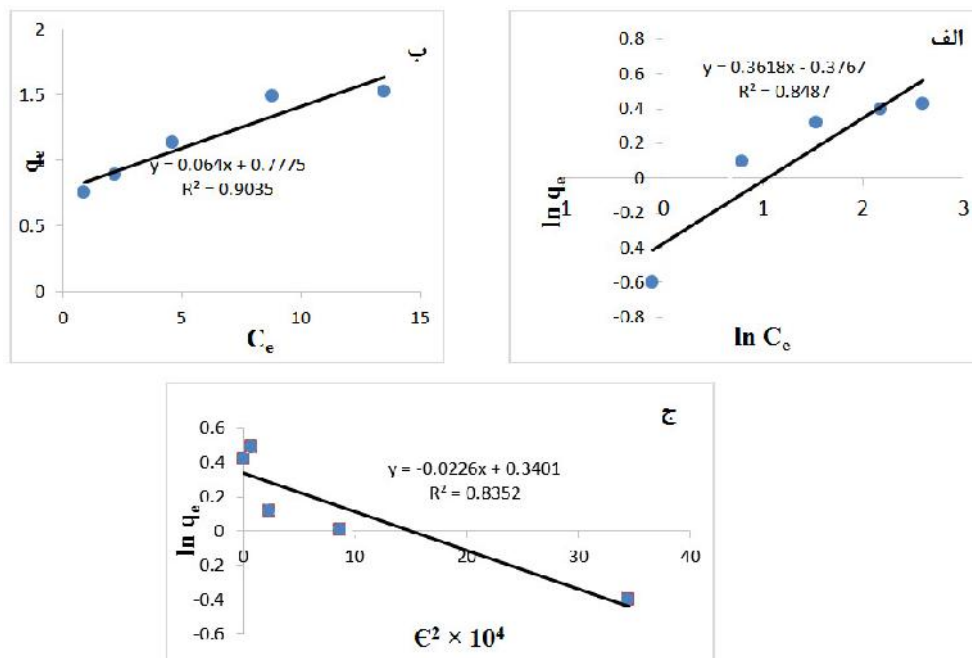 الف
0.8
0.6
0.4
0.2
0
-0.2
0.4
-0.6
-0.8
1
0
1
2
3
y = 0.3618x - 0.3767
R² = 0.8487
ln qe
ln Ce
ب
2
1.5
1
0.5
0
0
5
10
15
y = 0.064x + 0.7775
R² = 0.9035
qe
Ce
ج
0.6
0.4
0.2
0
0.2
-0.4
-0.6
0
10
20
30
40
y = -0.0226x + 0.3401
R² = 0.8352
ln qe
Є² × 10⁴